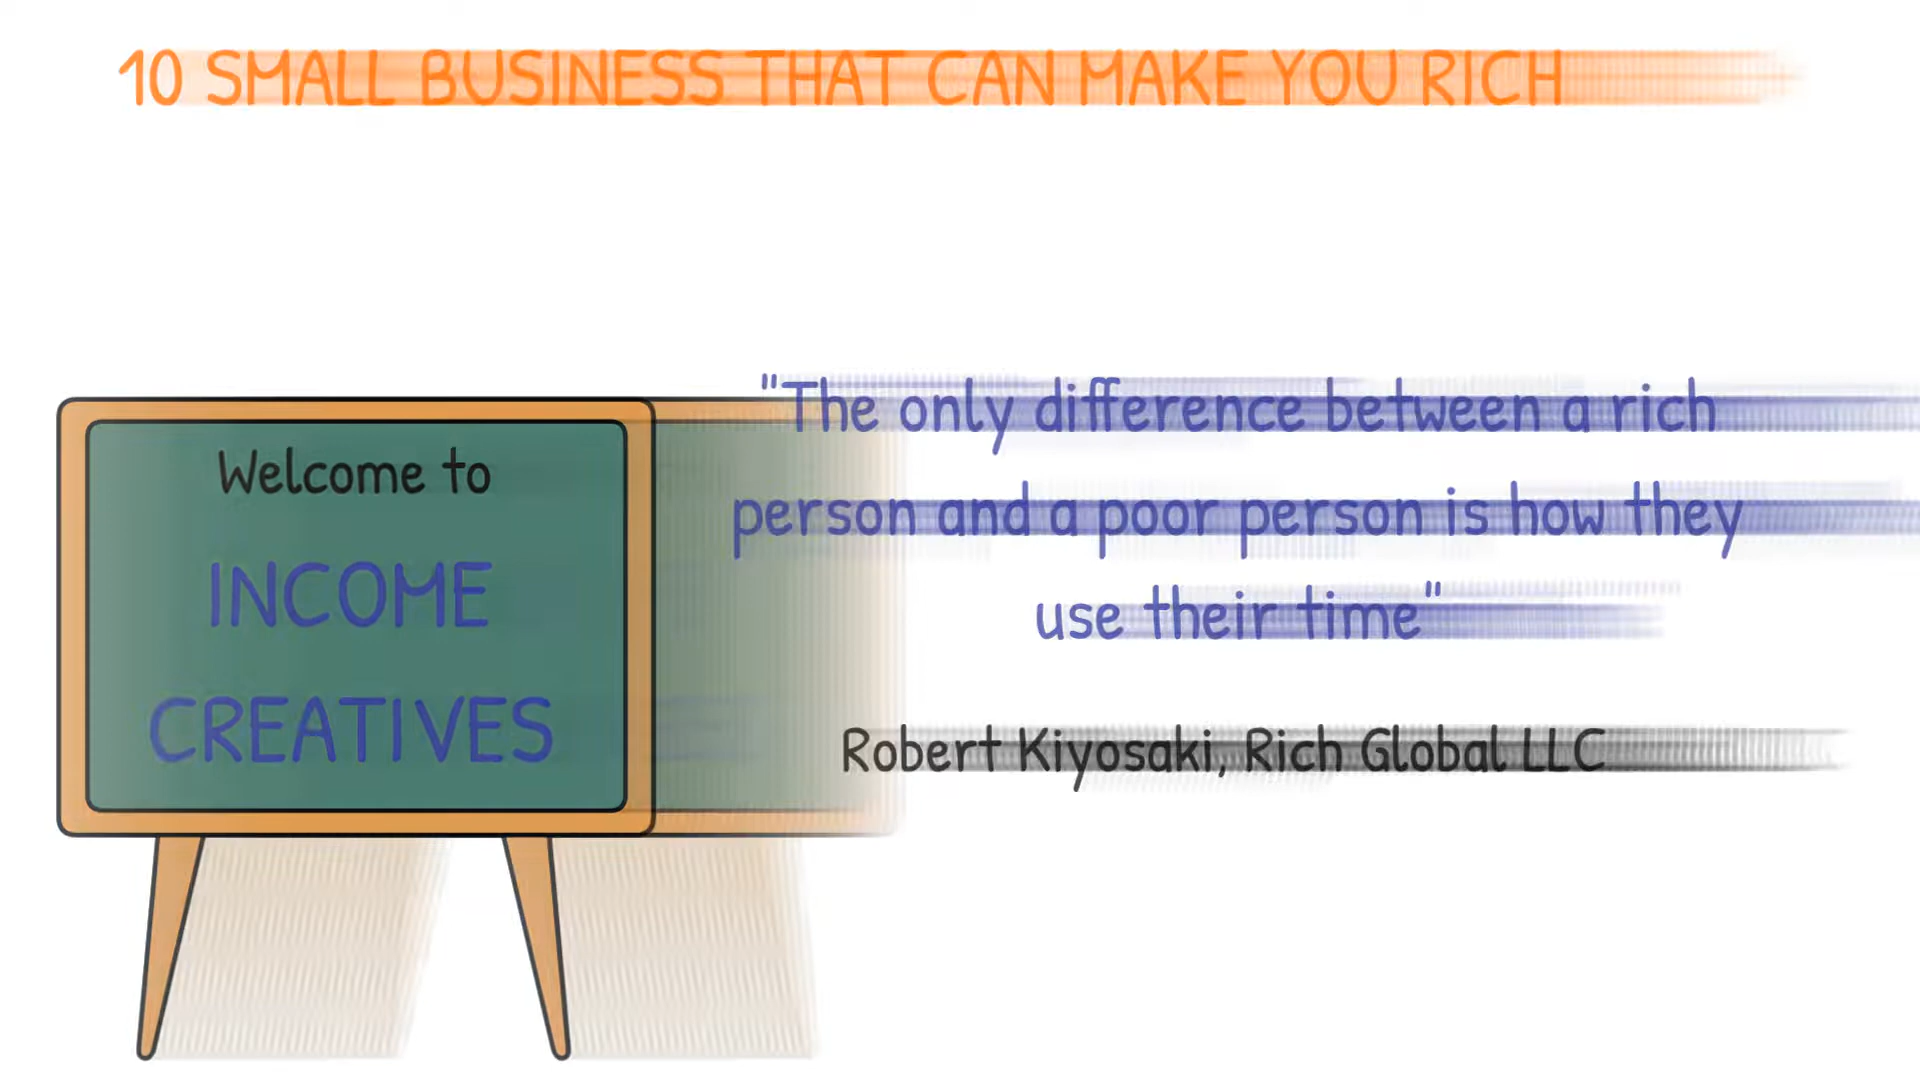 10 SMALL BUSINESS THAT CAN MAKE YOU RICH
Welcome to
INCOME
CREATIVES
"The only difference between a rich
person and a poor person is how they
use their time"
Robert Kiyosaki, Rich Global LLC